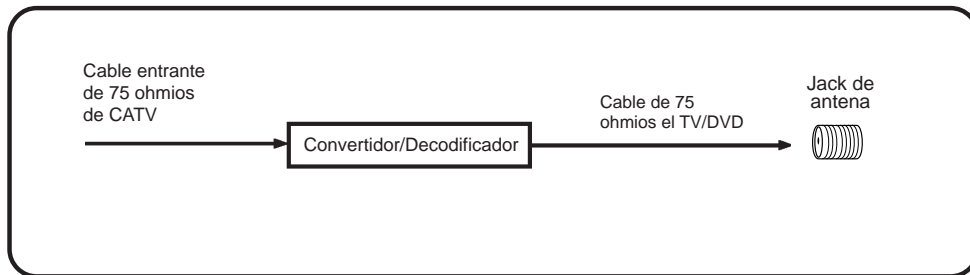 Cable entrante
de 75 ohmios
de CATV
Convertidor/Decodificador
Cable de 75
ohmios el TV/DVD
Jack de
antena